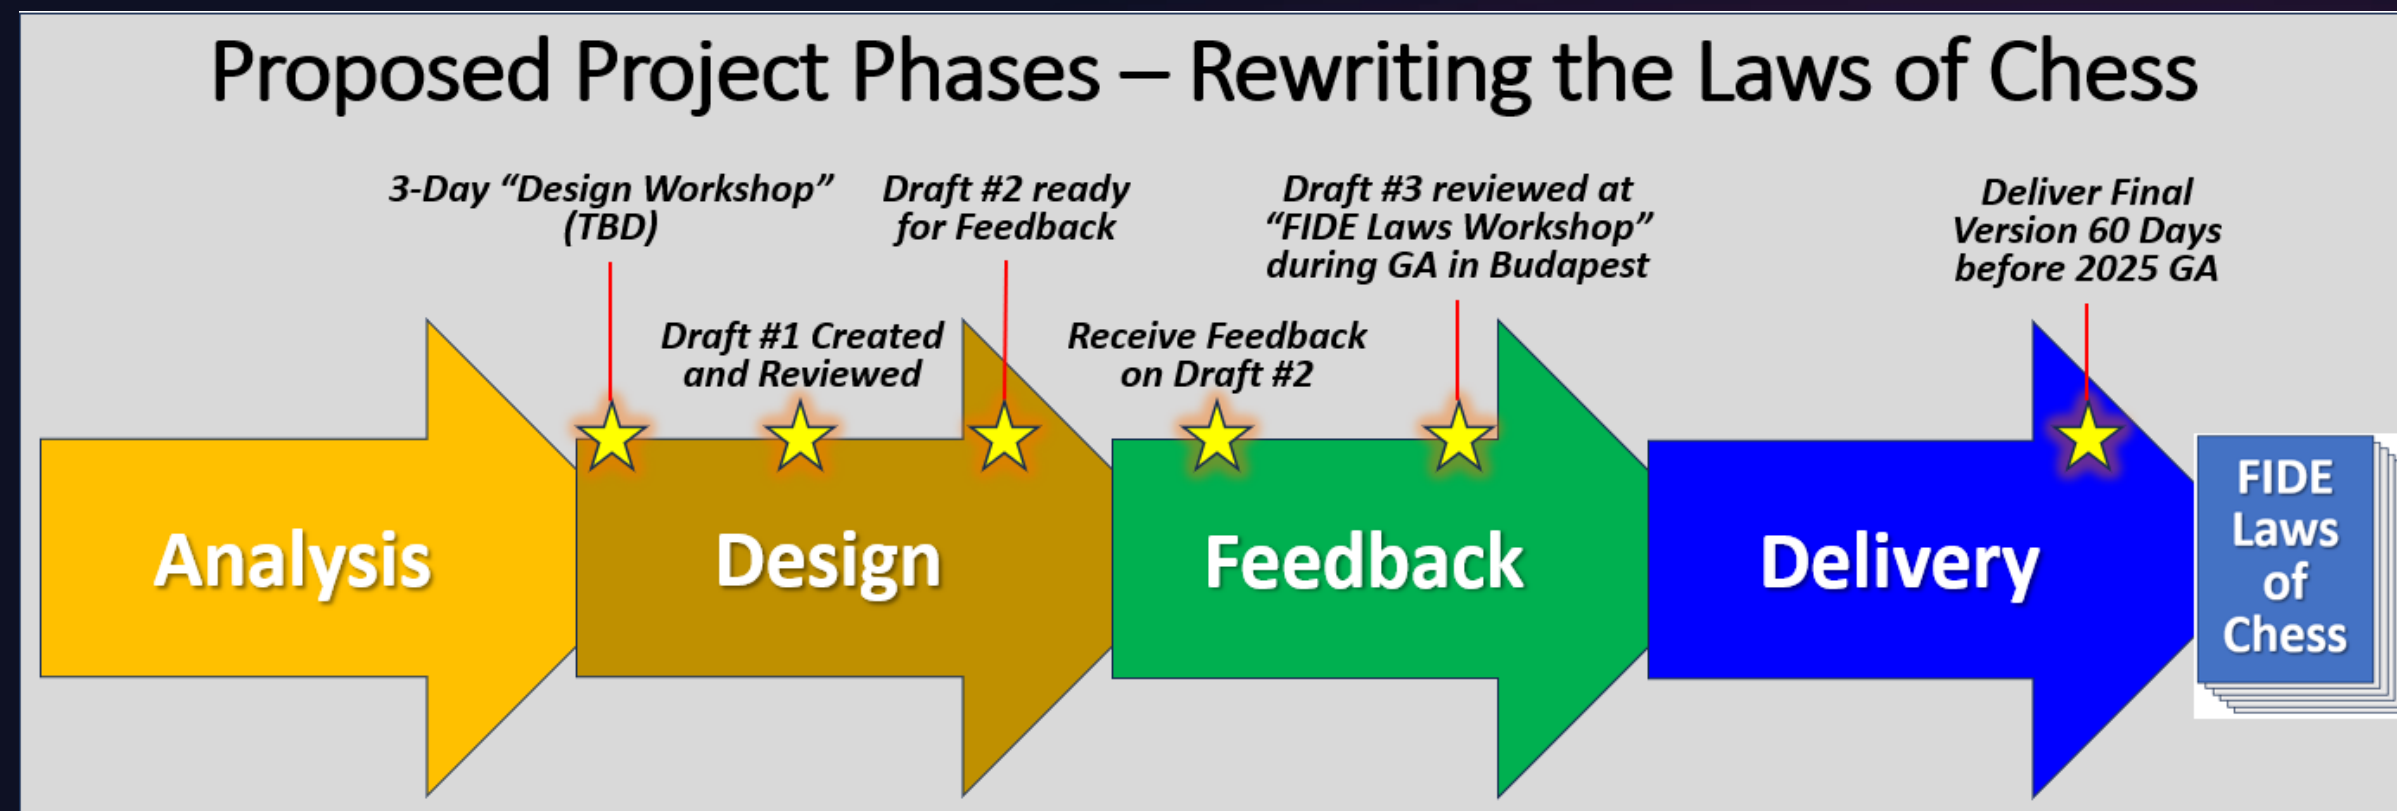 Proposed Project Phases – Rewriting the Laws of Chess
3-Day “Design Workshop”
(TBD)
Draft #2 ready
for Feedback
Draft #3 reviewed at
“FIDE Laws Workshop”
during GA in Budapest
Deliver Final
Version 60 Days
before 2025 GA
Draft #1 Created
and Reviewed
Receive Feedback
on Draft #2
Analysis
Design
Feedback
Delivery
FIDE
Laws
of
Chess